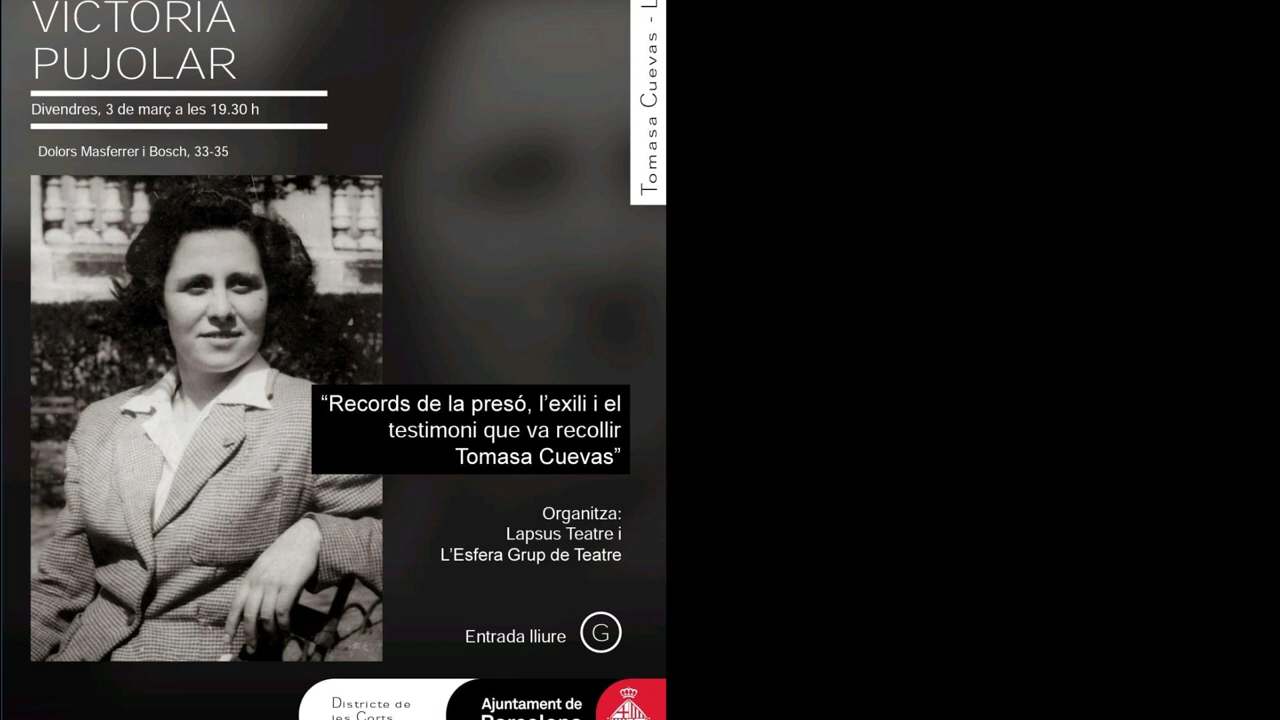 VICTORIA
PUJOLAR
Divendres, 3 de març a les 19.30 h
Dolors Masferrer i Bosch, 33-35
Tomasa Cuevas - L
“Records de la presó, l’exili i el
testimoni que va recollir
Tomasa Cuevas”
Organitza:
Lapsus Teatre i
L’Esfera Grup de Teatre
Entrada lliure G
Districte de
les Corts
Ajuntament de
Barcelona